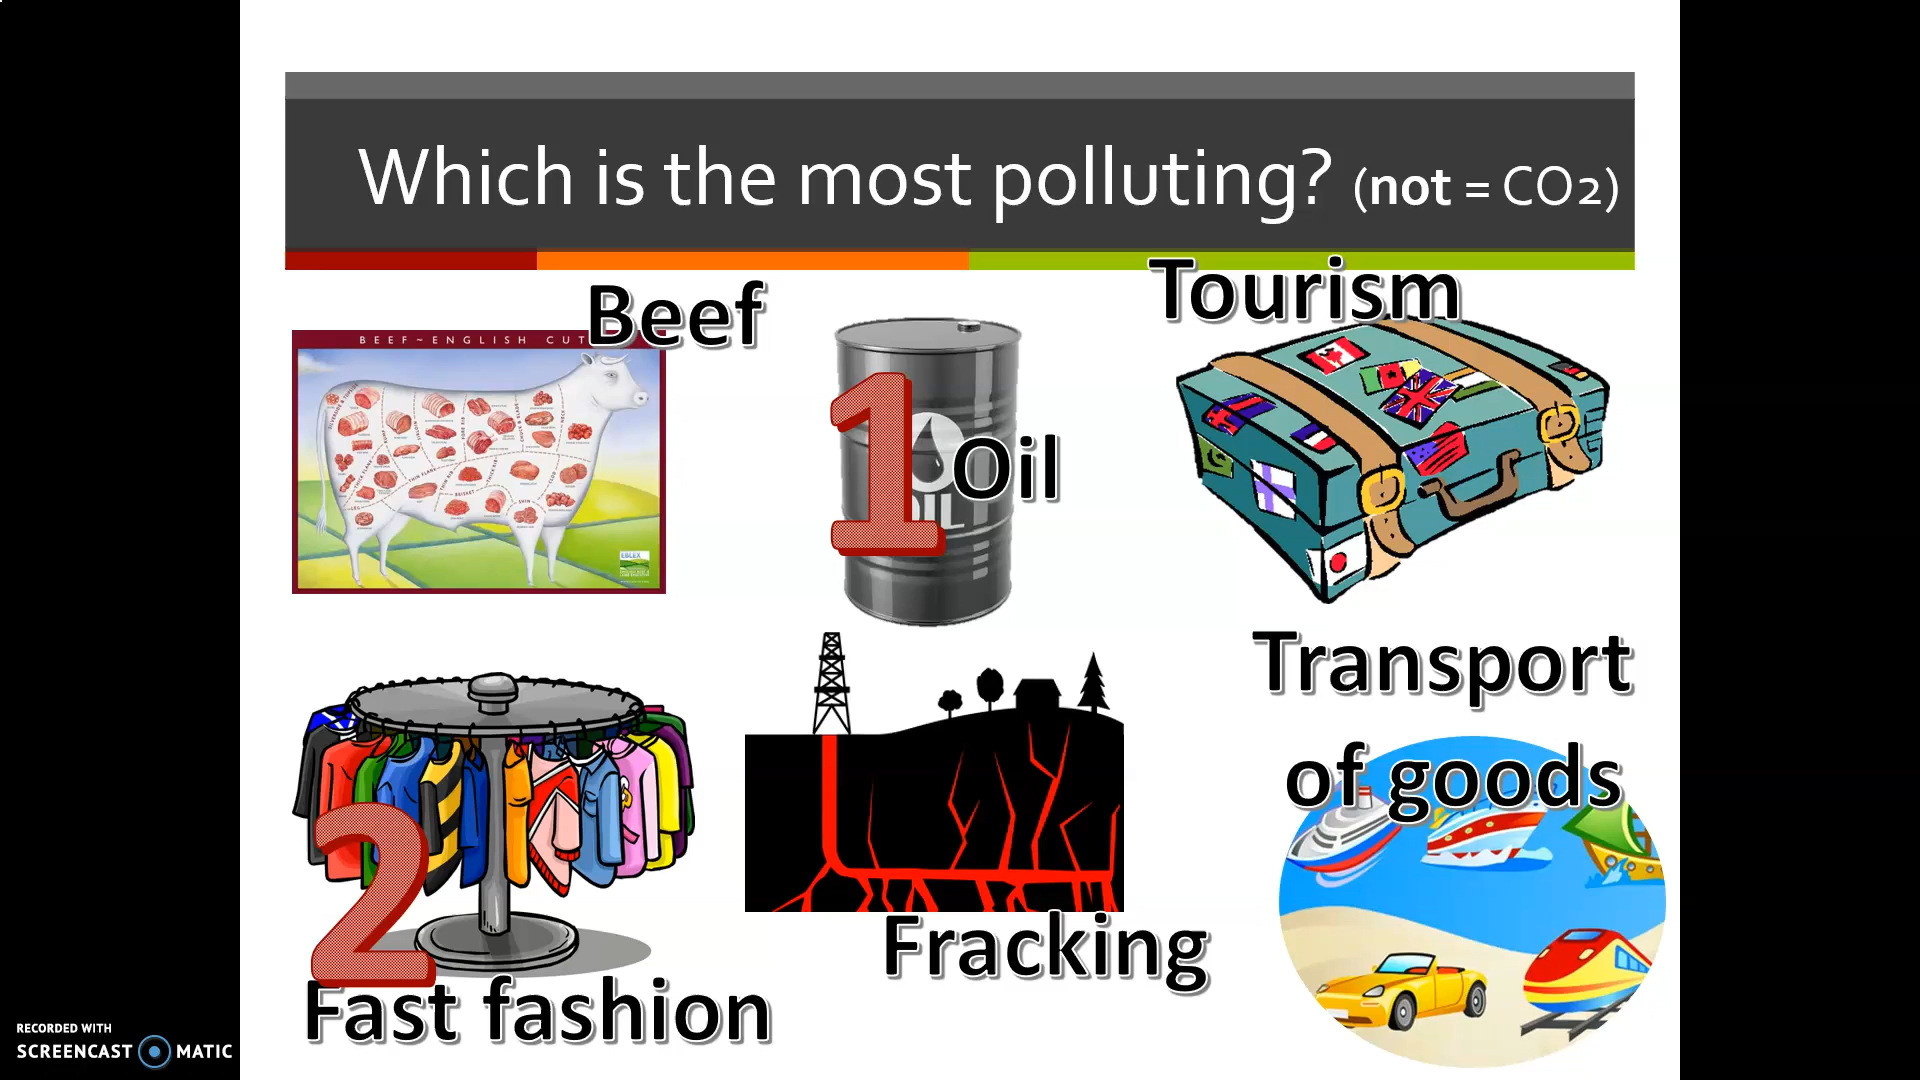 Which is the most polluting? (not = CO2)
Beef
Tourism
BEEF ~ ENGLISH CUT
1
Oil
OIL
EBLEX
Transport
of goods
2
Fracking
Fast fashion
RECORDED WITH
SCREENCAST MATIC